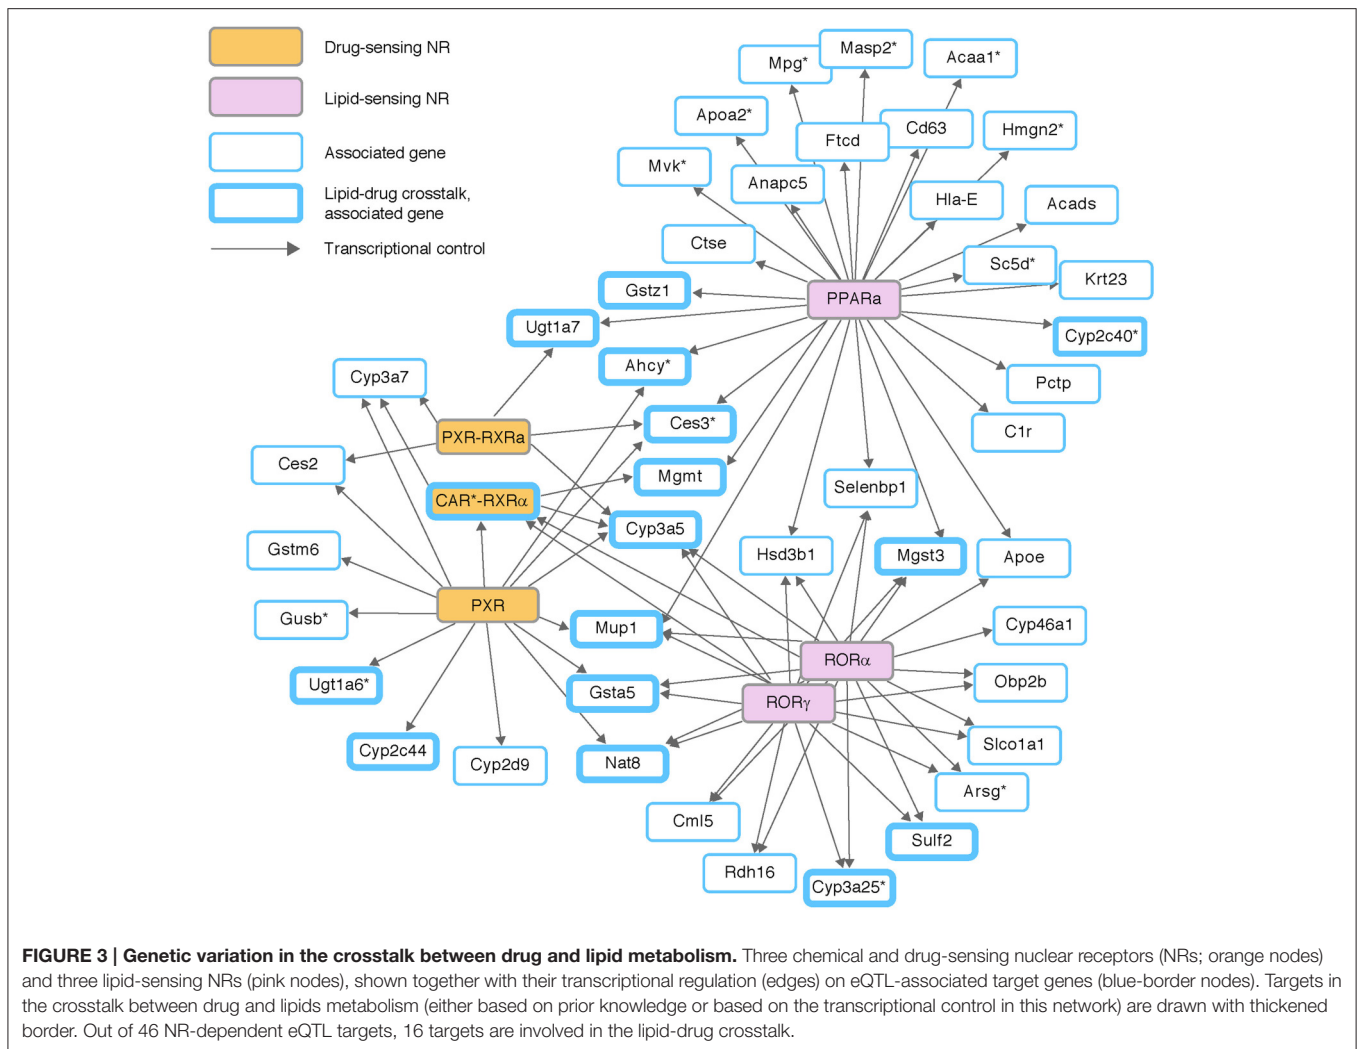 Drug-sensing NR
Lipid-sensing NR
Associated gene
Lipid-drug crosstalk,
associated gene
Transcriptional control
Masp2*
Mpg*
Acaa1*
Apoa2*
Ftcd
Cd63
Hmgn2*
Mvk*
Anapc5
Hla-E
Acads
Ctse
Sc5d*
Krt23
Gstz1
PPARa
Ugt1a7
Cyp2c40*
Ahcy*
Cyp3a7
Pctp
Ces3*
PXR-RXRa
C1r
Ces2
Mgmt
Selenbp1
CAR*-RXRα
Cyp3a5
Gstm6
Hsd3b1
Mgst3
Apoe
PXR
Gusb*
Mup1
Cyp46a1
RORα
Ugt1a6*
Gsta5
Obp2b
RORγ
Slco1a1
Cyp2c44
Cyp2d9
Nat8
Arsg*
Cml5
Sulf2
Rdh16
Cyp3a25*
FIGURE 3 | Genetic variation in the crosstalk between drug and lipid metabolism. Three chemical and drug-sensing nuclear receptors (NRs; orange nodes)
and three lipid-sensing NRs (pink nodes), shown together with their transcriptional regulation (edges) on eQTL-associated target genes (blue-border nodes). Targets in
the crosstalk between drug and lipids metabolism (either based on prior knowledge or based on the transcriptional control in this network) are drawn with thickened
border. Out of 46 NR-dependent eQTL targets, 16 targets are involved in the lipid-drug crosstalk.